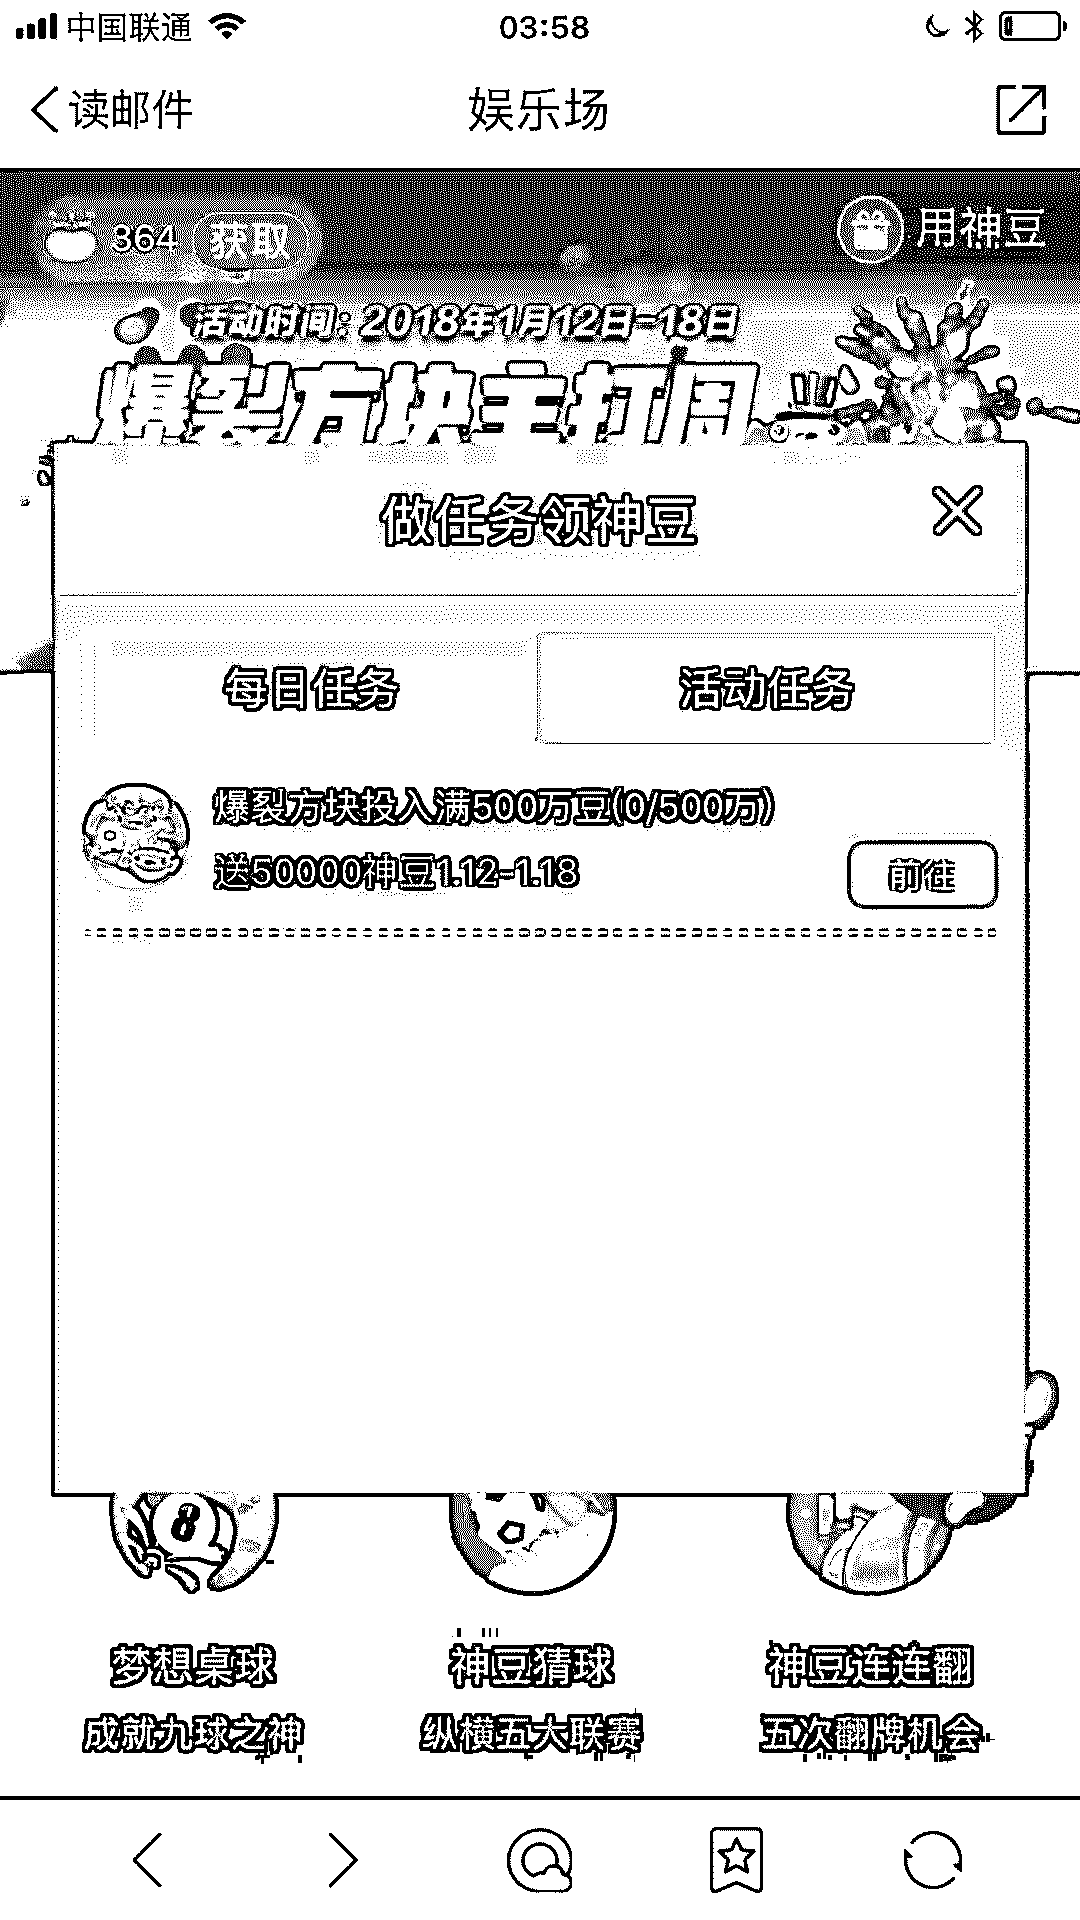 中国联通
03:58
读邮件
娱乐场
364
获取
用神豆
活动时间：2018年1月12日-18日
爆裂方块主打周
做任务领神豆
每日任务
活动任务
爆裂方块投入满500万豆(0/500万)
送50000神豆1.12-1.18
前往
8
梦想桌球
神豆猜球
神豆连连翻
成就九球之神
纵横五大联赛
五次翻牌机会